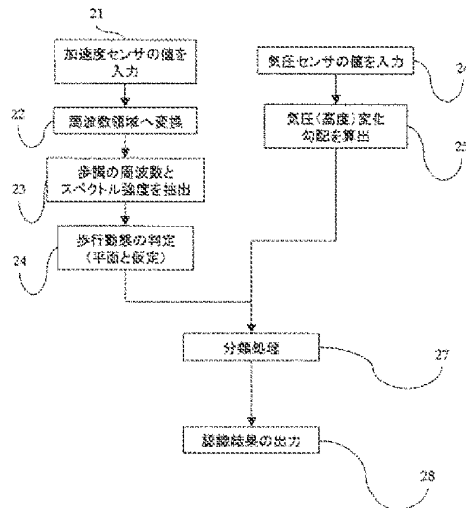 21
加速度センサの値を
入力
22
周波数領域へ変換
23
歩調の周波数と
スペクトル強度を抽出
24
歩行動態の判定
(平面と仮定)
気圧センサの値を入力
24
気圧(高度)変化
勾配を算出
25
分類処理
27
認識結果の出力
28